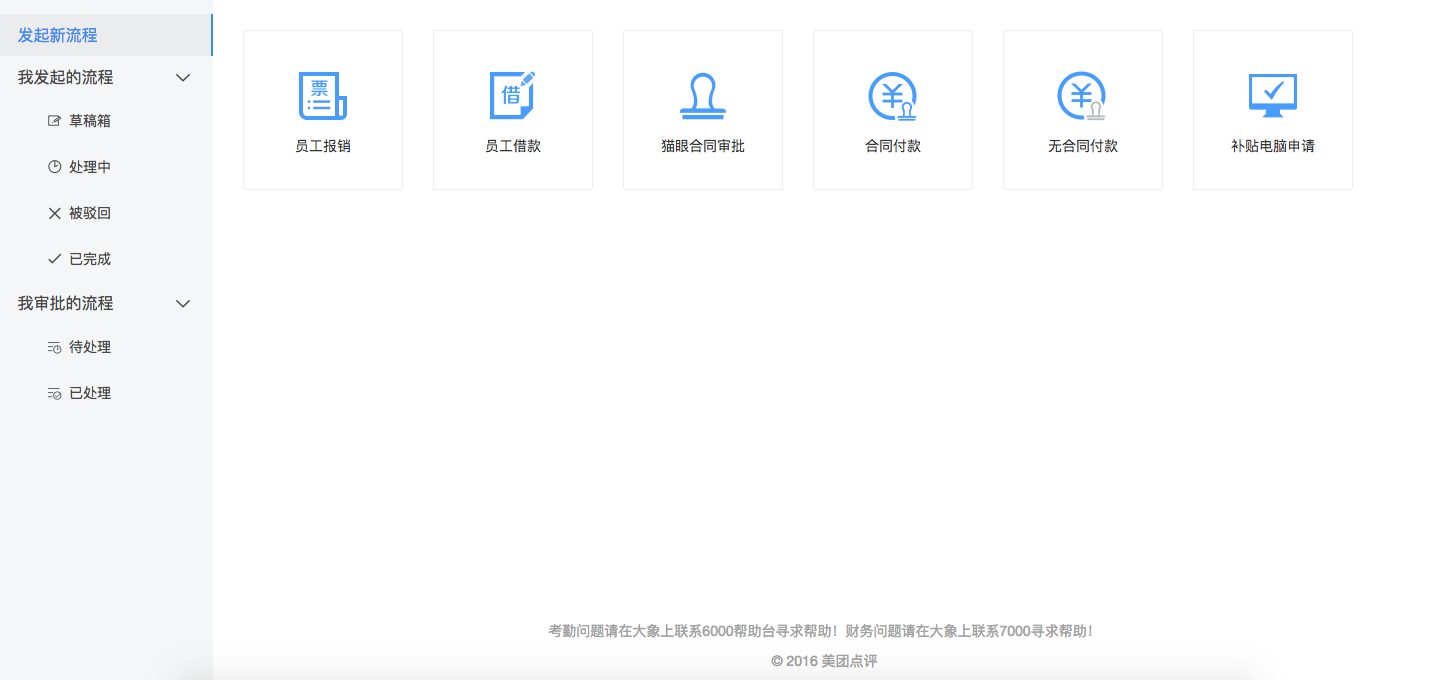 发起新流程
我发起的流程
草稿箱
处理中
被驳回
已完成
我审批的流程
待处理
已处理
票
借
员工报销
员工借款
猫眼合同审批
合同付款
无合同付款
补贴电脑申请
考勤问题请在大象上联系6000帮助台寻求帮助！财务问题请在大象上联系7000寻求帮助！
© 2016 美团点评